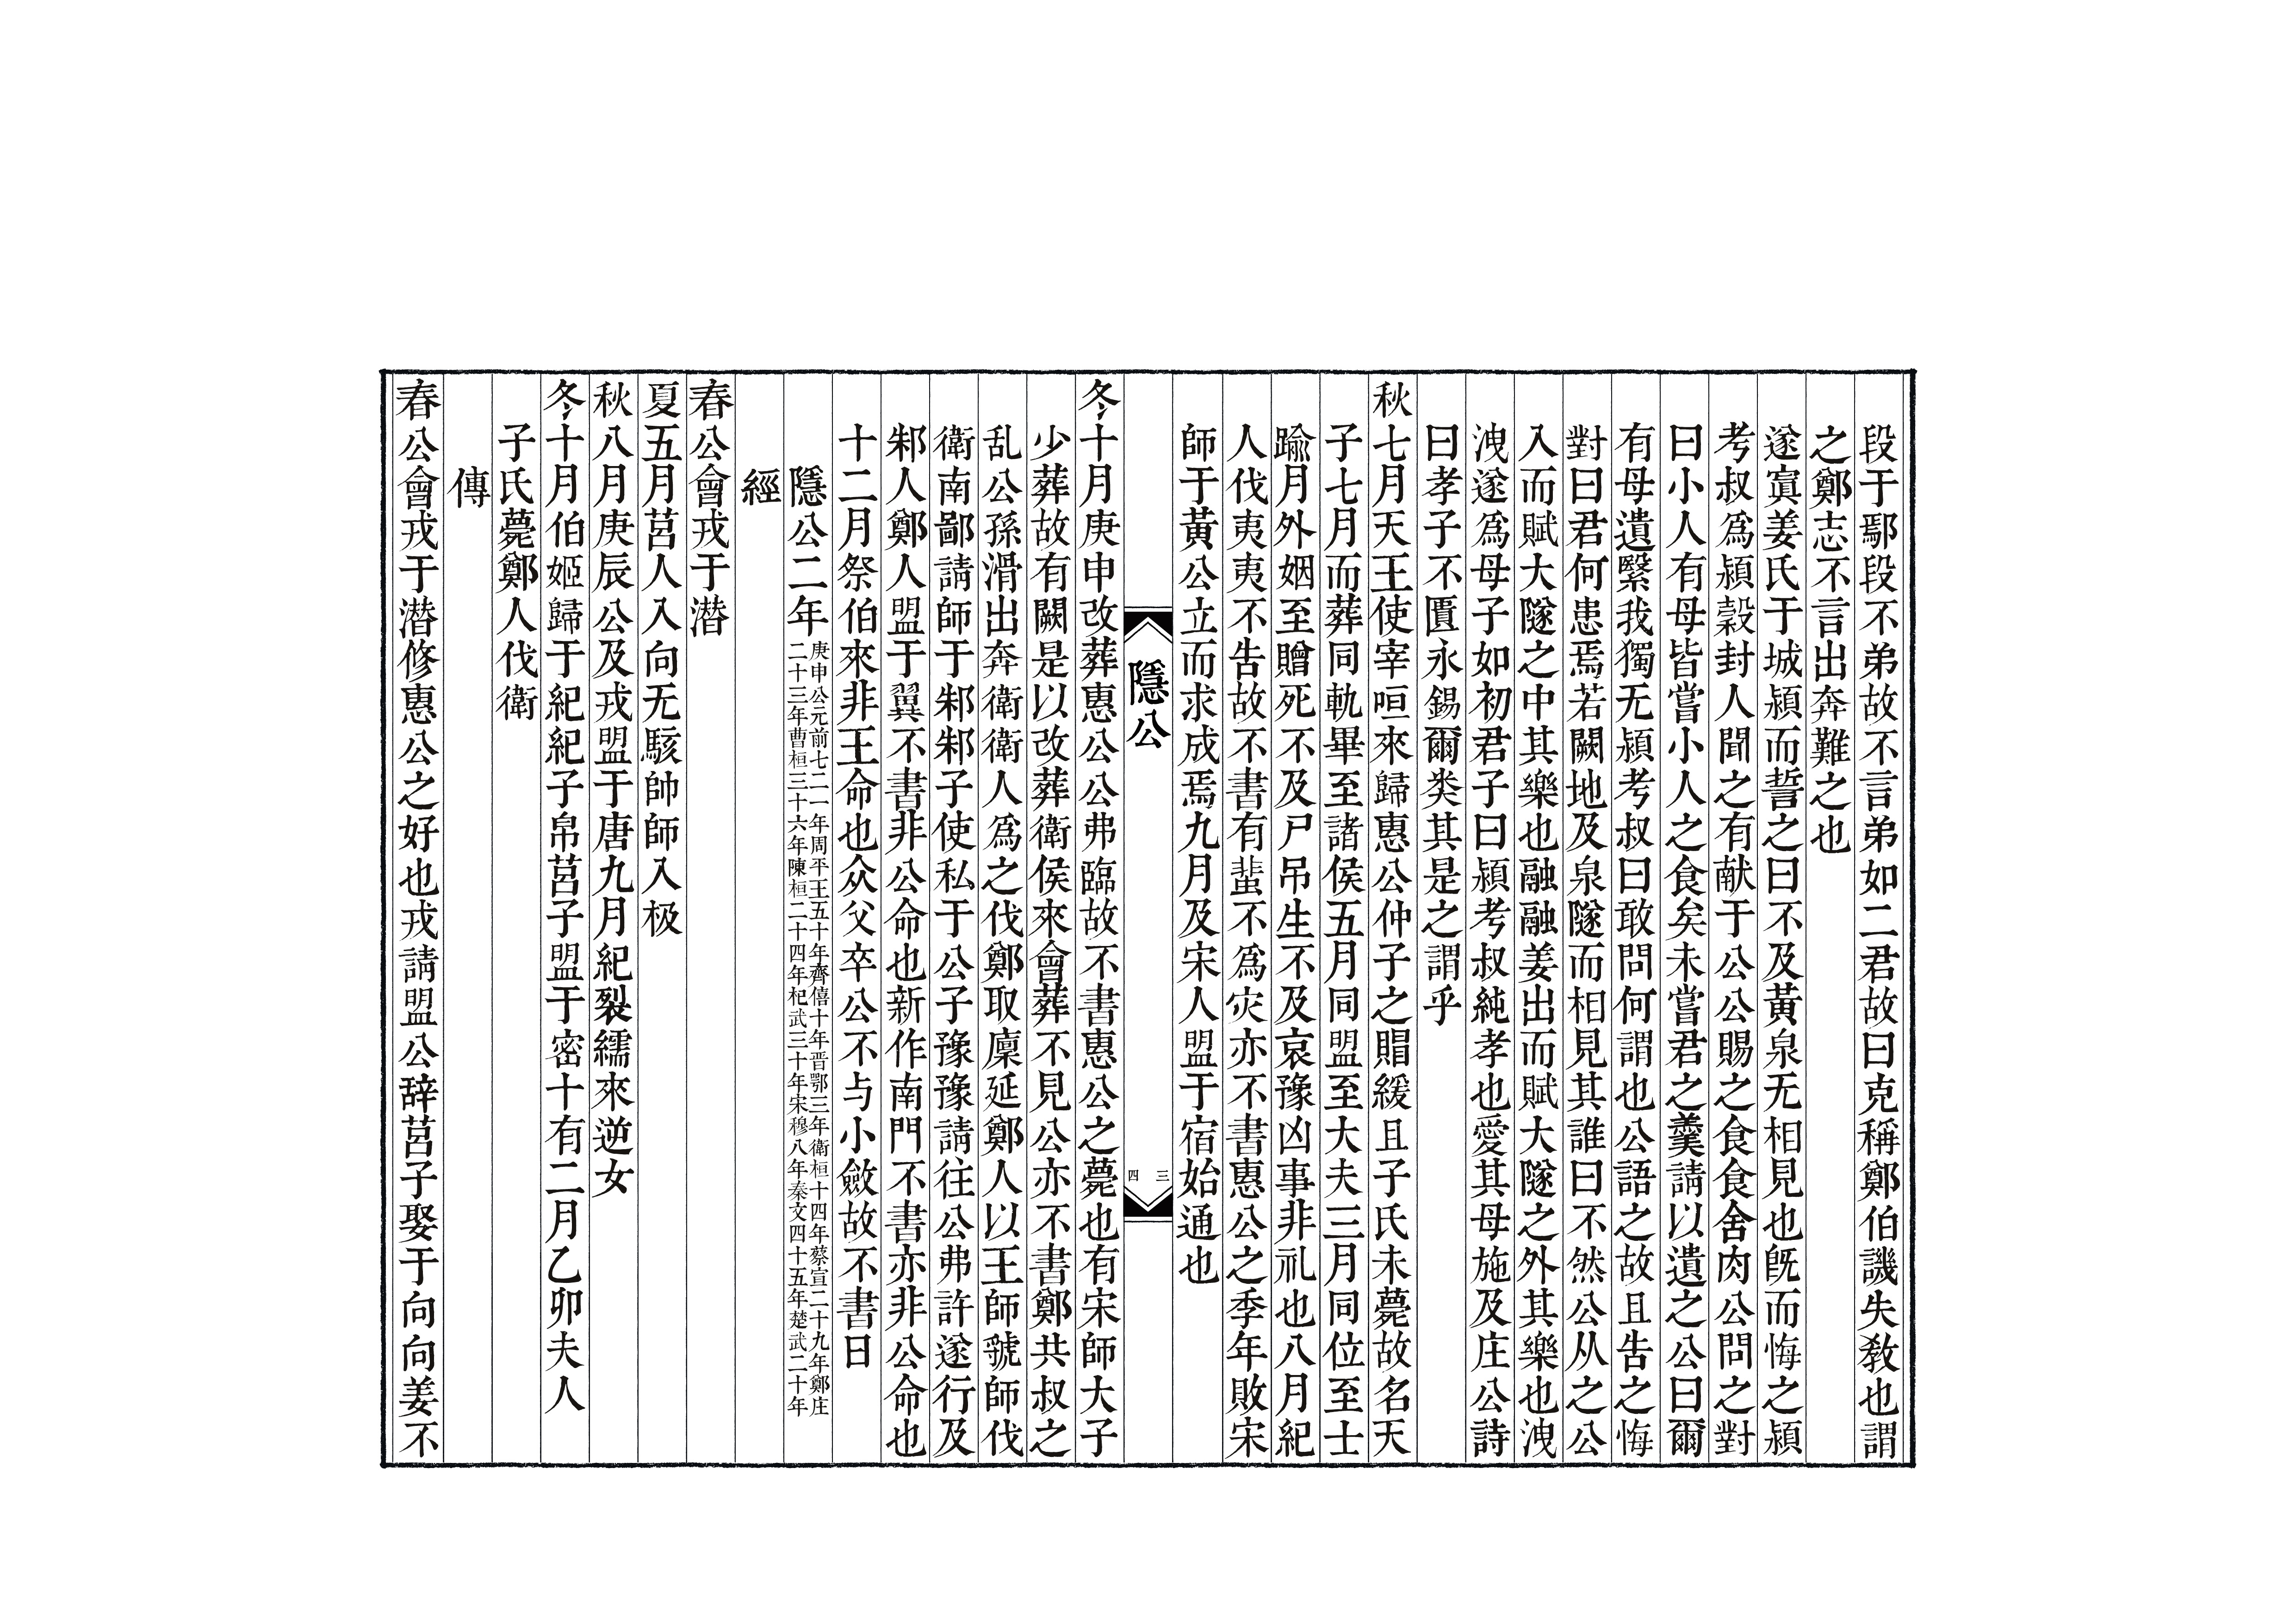 段于鄢段不弟故不言弟如二君故曰克稱鄭伯譏失教也謂
之鄭志不言出奔難之也
遂寘姜氏于城潁而誓之曰不及黃泉无相見也旣而悔之潁
考叔爲潁穀封人聞之有献于公公賜之食食舍肉公問之對
曰小人有母皆嘗小人之食矣未嘗君之羹請以遺之公曰爾
有母遺繄我獨无潁考叔曰敢問何謂也公語之故且告之悔
對曰君何患焉若闕地及泉隧而相見其誰曰不然公从之公
入而賦大隧之中其樂也融融姜出而賦大隧之外其樂也洩
洩遂爲母子如初君子曰潁考叔純孝也愛其母施及庄公詩
曰孝子不匱永錫爾类其是之謂乎
秋七月天王使宰咺來歸惠公仲子之賵緩且子氏未薨故名天
子七月而葬同軌畢至諸侯五月同盟至大夫三月同位至士
踰月外姻至贈死不及尸吊生不及哀豫凶事非礼也八月紀
人伐夷夷不告故不書有蜚不爲灾亦不書惠公之季年敗宋
師于黃公立而求成焉九月及宋人盟于宿始通也
隱公
三
四
冬十月庚申改葬惠公公弗臨故不書惠公之薨也有宋師大子
少葬故有闕是以改葬衛侯來會葬不見公亦不書鄭共叔之
乱公孫滑出奔衛衛人爲之伐鄭取廩延鄭人以王師虢師伐
衛南鄙請師于邾邾子使私于公子豫豫請往公弗許遂行及
邾人鄭人盟于翼不書非公命也新作南門不書亦非公命也
十二月祭伯來非王命也众父卒公不与小斂故不書日
隱公二年庚申公元前七二一年周平王五十年齊僖十年晋鄂三年衛桓十四年蔡宣二十九年鄭庄
二十三年曹桓三十六年陳桓二十四年杞武三十年宋穆八年秦文四十五年楚武二十年
經
春公會戎于潜
夏五月莒人入向无駭帥師入极
秋八月庚辰公及戎盟于唐九月紀裂繻來逆女
冬十月伯姬歸于紀紀子帛莒子盟于密十有二月乙卯夫人
子氏薨鄭人伐衛
傳
春公會戎于潜修惠公之好也戎請盟公辞莒子娶于向向姜不